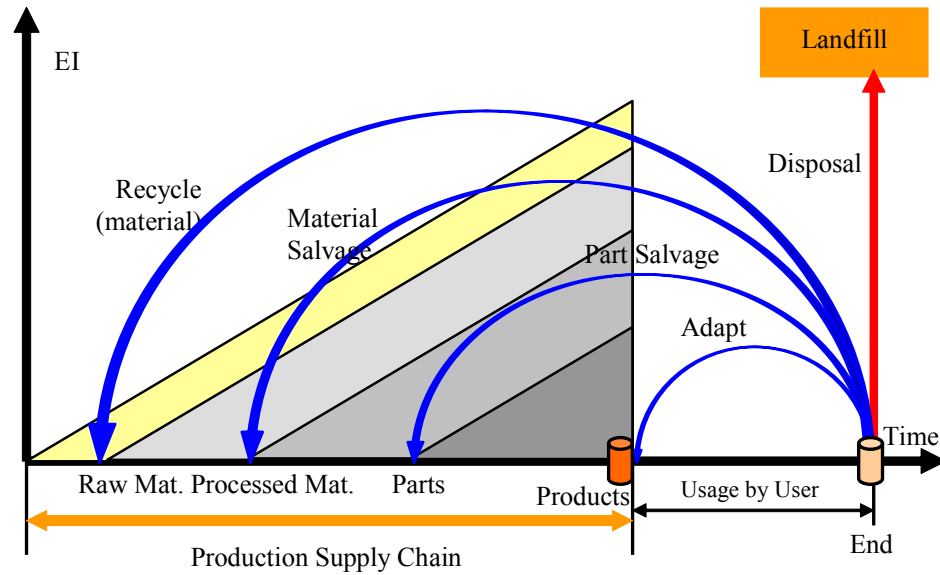 EI
Landfill
Disposal
Recycle
(material)
Material
Salvage
Part Salvage
Adapt
Time
Raw Mat.
Processed Mat.
Parts
Products
Usage by User
End
Production Supply Chain